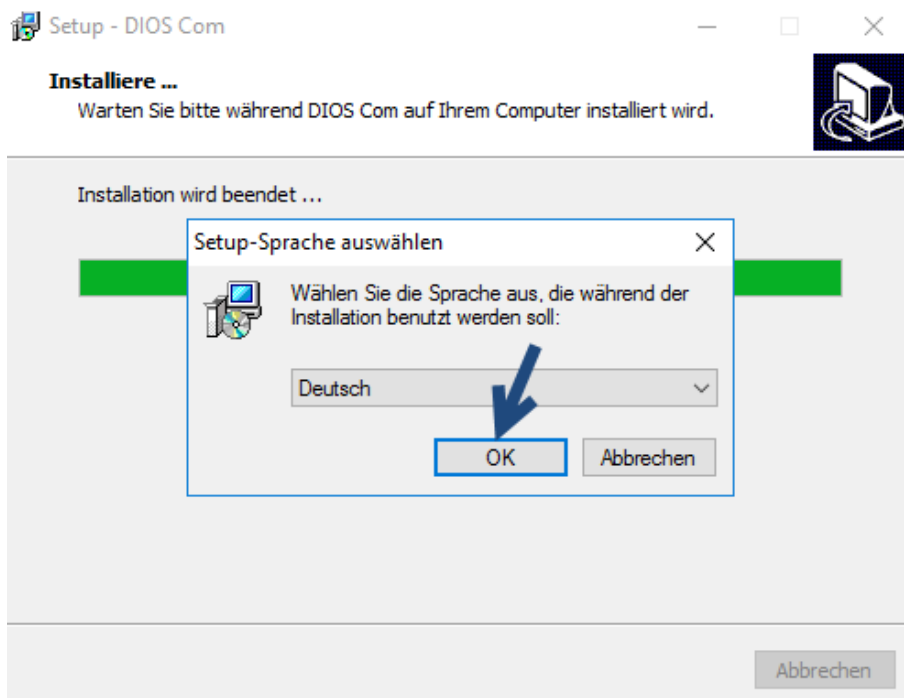 Setup - DIOS Com
Installiere ...
Warten Sie bitte während DIOS Com auf Ihrem Computer installiert wird.
Installation wird beendet ...
Setup-Sprache auswählen
Wählen Sie die Sprache aus, die während der
Installation benutzt werden soll:
Deutsch
OK
Abbrechen
Abbrechen